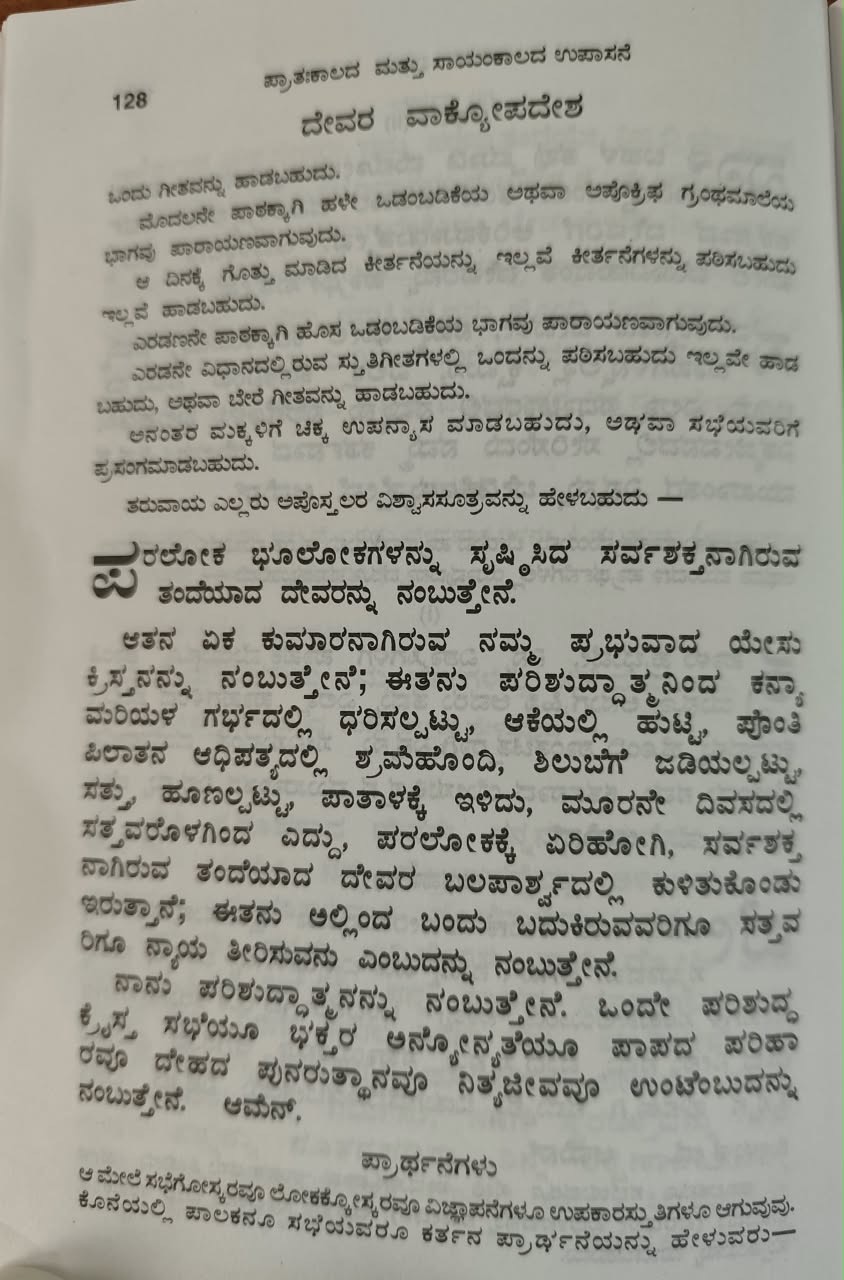 128
ಪ್ರಾತಃಕಾಲದ ಮತ್ತು ಸಾಯಂಕಾಲದ ಉಪಾಸನೆ
ದೇವರ ವಾಕ್ಯೋಪದೇಶ
ಒಂದು ಗೀತವನ್ನು ಹಾಡಬಹುದು.
ಮೊದಲನೇ ಪಾಠಕ್ಕಾಗಿ ಹಳೇ ಒಡಂಬಡಿಕೆಯ ಅಥವಾ ಅಪೊಕ್ರಿಫ ಗ್ರಂಥಮಾಲೆಯ
ಭಾಗವು ಪಾರಾಯಣವಾಗುವುದು.
ಆ ದಿನಕ್ಕೆ ಗೊತ್ತು ಮಾಡಿದ ಕೀರ್ತನೆಯನ್ನು ಇಲ್ಲವೆ ಕೀರ್ತನೆಗಳನ್ನು ಪಠಿಸಬಹುದು
ಇಲ್ಲವೆ ಹಾಡಬಹುದು.
ಎರಡಣನೇ ಪಾಠಕ್ಕಾಗಿ ಹೊಸ ಒಡಂಬಡಿಕೆಯ ಭಾಗವು ಪಾರಾಯಣವಾಗುವುದು.
ಎರಡನೇ ವಿಧಾನದಲ್ಲಿರುವ ಸ್ತುತಿಗೀತಗಳಲ್ಲಿ ಒಂದನ್ನು ಪಠಿಸಬಹುದು ಇಲ್ಲವೇ ಹಾಡ
ಬಹುದು, ಅಥವಾ ಬೇರೆ ಗೀತವನ್ನು ಹಾಡಬಹುದು.
ಅನಂತರ ಮಕ್ಕಳಿಗೆ ಚಿಕ್ಕ ಉಪನ್ಯಾಸ ಮಾಡಬಹುದು, ಅಥವಾ ಸಭೆಯವರಿಗೆ
ಪ್ರಸಂಗಮಾಡಬಹುದು.
ತರುವಾಯ ಎಲ್ಲರು ಅಪೊಸ್ತಲರ ವಿಶ್ವಾಸಸೂತ್ರವನ್ನು ಹೇಳಬಹುದು —
ಪರಲೋಕ ಭೂಲೋಕಗಳನ್ನು ಸೃಷ್ಟಿಸಿದ ಸರ್ವಶಕ್ತನಾಗಿರುವ
ತಂದೆಯಾದ ದೇವರನ್ನು ನಂಬುತ್ತೇನೆ.
ಆತನ ಏಕ ಕುಮಾರನಾಗಿರುವ ನಮ್ಮ ಪ್ರಭುವಾದ ಯೇಸು
ಕ್ರಿಸ್ತನನ್ನು ನಂಬುತ್ತೇನೆ; ಈತನು ಪರಿಶುದ್ಧಾತ್ಮನಿಂದ ಕನ್ಯಾ
ಮರಿಯಳ ಗರ್ಭದಲ್ಲಿ ಧರಿಸಲ್ಪಟ್ಟು, ಆಕೆಯಲ್ಲಿ ಹುಟ್ಟಿ, ಪೊಂತಿ
ಪಿಲಾತನ ಆಧಿಪತ್ಯದಲ್ಲಿ ಶ್ರಮೆಹೊಂದಿ, ಶಿಲುಬೆಗೆ ಜಡಿಯಲ್ಪಟ್ಟು,
ಸತ್ತು, ಹೂಣಲ್ಪಟ್ಟು, ಪಾತಾಳಕ್ಕೆ ಇಳಿದು, ಮೂರನೇ ದಿವಸದಲ್ಲಿ
ಸತ್ತವರೊಳಗಿಂದ ಎದ್ದು, ಪರಲೋಕಕ್ಕೆ ಏರಿಹೋಗಿ, ಸರ್ವಶಕ್ತ
ನಾಗಿರುವ ತಂದೆಯಾದ ದೇವರ ಬಲಪಾರ್ಶ್ವದಲ್ಲಿ ಕುಳಿತುಕೊಂಡು
ಇರುತ್ತಾನೆ; ಈತನು ಅಲ್ಲಿಂದ ಬಂದು ಬದುಕಿರುವವರಿಗೂ ಸತ್ತವ
ರಿಗೂ ನ್ಯಾಯ ತೀರಿಸುವನು ಎಂಬುದನ್ನು ನಂಬುತ್ತೇನೆ.
ನಾನು ಪರಿಶುದ್ಧಾತ್ಮನನ್ನು ನಂಬುತ್ತೇನೆ. ಒಂದೇ ಪರಿಶುದ್ಧ
ಕ್ರೈಸ್ತ ಸಭೆಯೂ ಭಕ್ತರ ಅನ್ಯೋನ್ಯತೆಯೂ ಪಾಪದ ಪರಿಹಾ
ರವೂ ದೇಹದ ಪುನರುತ್ಥಾನವೂ ನಿತ್ಯಜೀವವೂ ಉಂಟೆಂಬುದನ್ನು
ನಂಬುತ್ತೇನೆ. ಆಮೆನ್.
ಪ್ರಾರ್ಥನೆಗಳು
ಆ ಮೇಲೆ ಸಭೆಗೋಸ್ಕರವೂ ಲೋಕಕ್ಕೋಸ್ಕರವೂ ವಿಜ್ಞಾಪನೆಗಳೂ ಉಪಕಾರಸ್ತುತಿಗಳೂ ಆಗುವುವು.
ಕೊನೆಯಲ್ಲಿ ಪಾಲಕನೂ ಸಭೆಯವರೂ ಕರ್ತನ ಪ್ರಾರ್ಥನೆಯನ್ನು ಹೇಳುವರು—